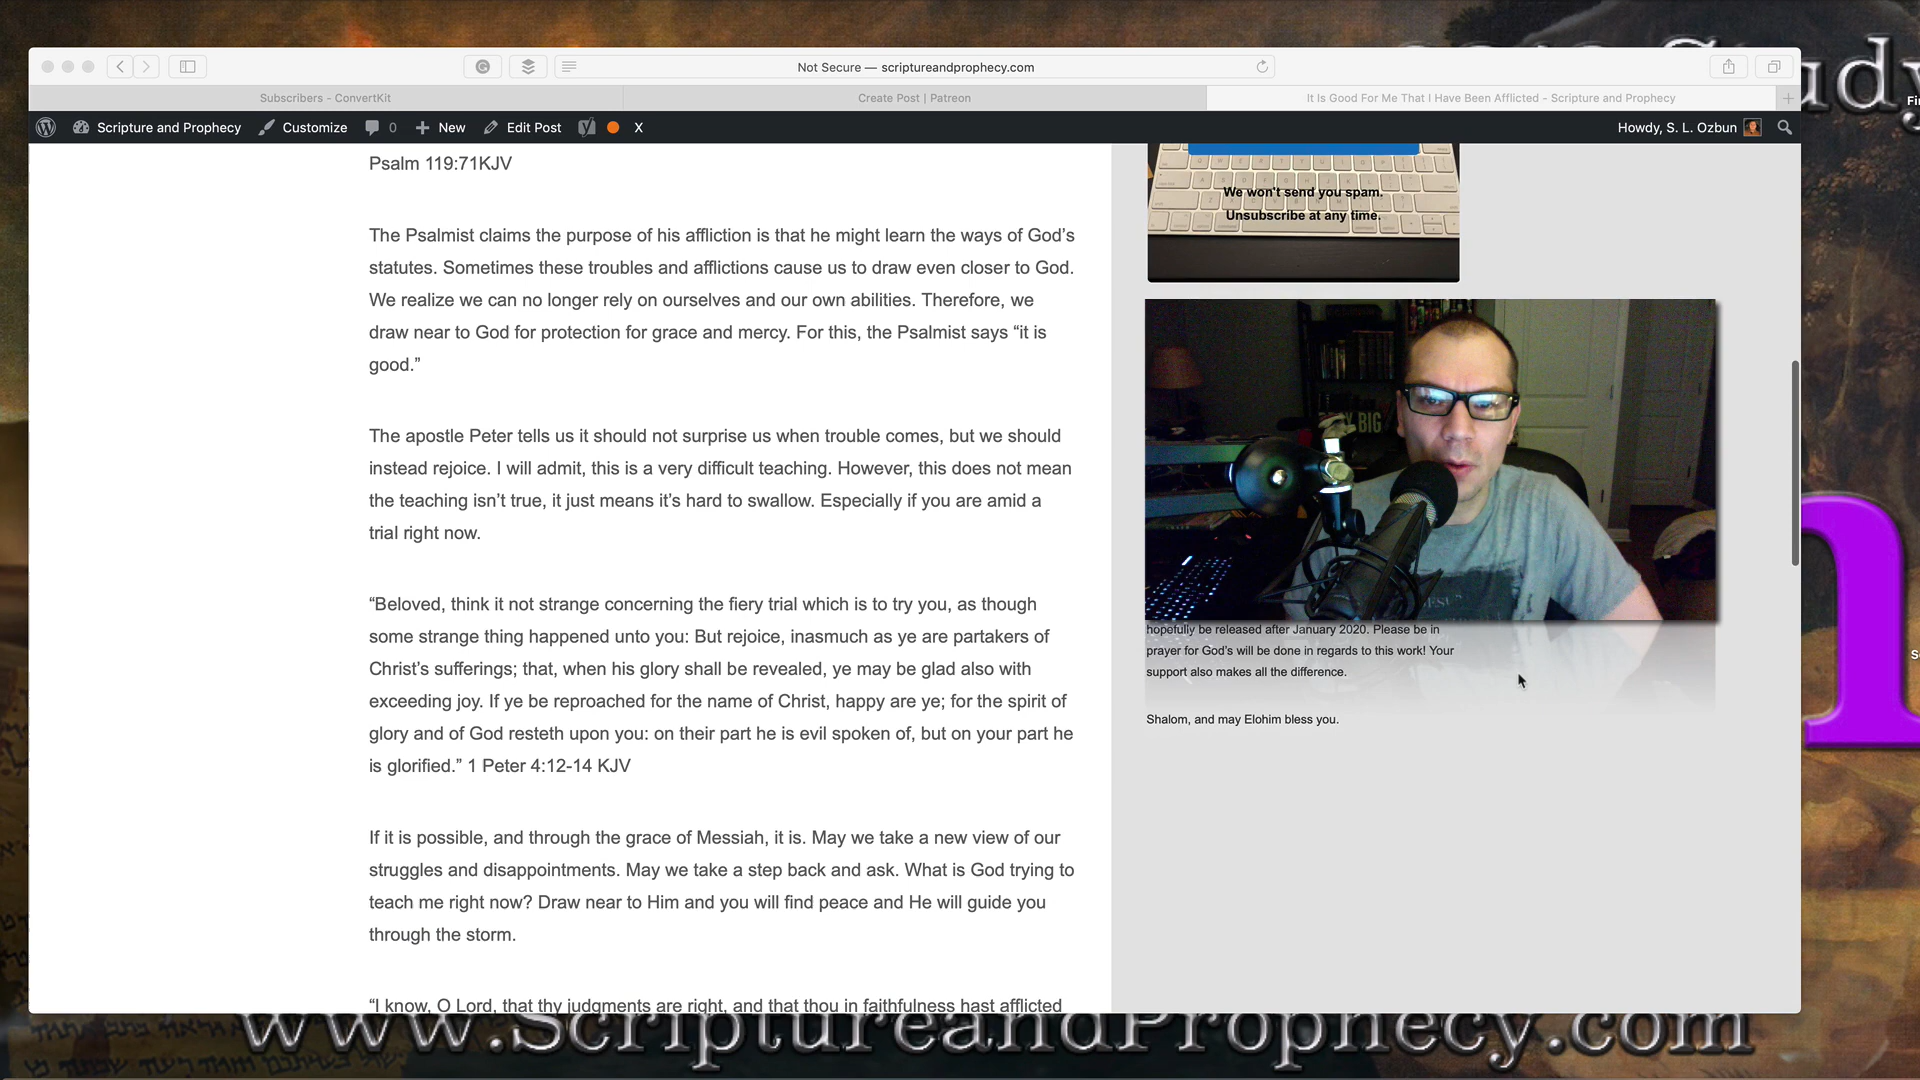 udy
Not Secure — scriptureandprophecy.com
Subscribers - ConvertKit
Create Post | Patreon
It Is Good For Me That I Have Been Afflicted - Scripture and Prophecy
Scripture and Prophecy
Customize
0
New
Edit Post
X
Howdy, S. L. Ozbun
Psalm 119:71KJV
The Psalmist claims the purpose of his affliction is that he might learn the ways of God’s
statutes. Sometimes these troubles and afflictions cause us to draw even closer to God.
We realize we can no longer rely on ourselves and our own abilities. Therefore, we
draw near to God for protection for grace and mercy. For this, the Psalmist says “it is
good.”
The apostle Peter tells us it should not surprise us when trouble comes, but we should
instead rejoice. I will admit, this is a very difficult teaching. However, this does not mean
the teaching isn’t true, it just means it’s hard to swallow. Especially if you are amid a
trial right now.
“Beloved, think it not strange concerning the fiery trial which is to try you, as though
some strange thing happened unto you: But rejoice, inasmuch as ye are partakers of
Christ’s sufferings; that, when his glory shall be revealed, ye may be glad also with
exceeding joy. If ye be reproached for the name of Christ, happy are ye; for the spirit of
glory and of God resteth upon you: on their part he is evil spoken of, but on your part he
is glorified.” 1 Peter 4:12-14 KJV
If it is possible, and through the grace of Messiah, it is. May we take a new view of our
struggles and disappointments. May we take a step back and ask. What is God trying to
teach me right now? Draw near to Him and you will find peace and He will guide you
through the storm.
“I know, O Lord, that thy judgments are right, and that thou in faithfulness hast afflicted
We won't send you spam.
Unsubscribe at any time.
BIG
hopefully be released after January 2020. Please be in
prayer for God's will be done in regards to this work! Your
support also makes all the difference.
Shalom, and may Elohim bless you.
www.ScriptureandProphecy.com